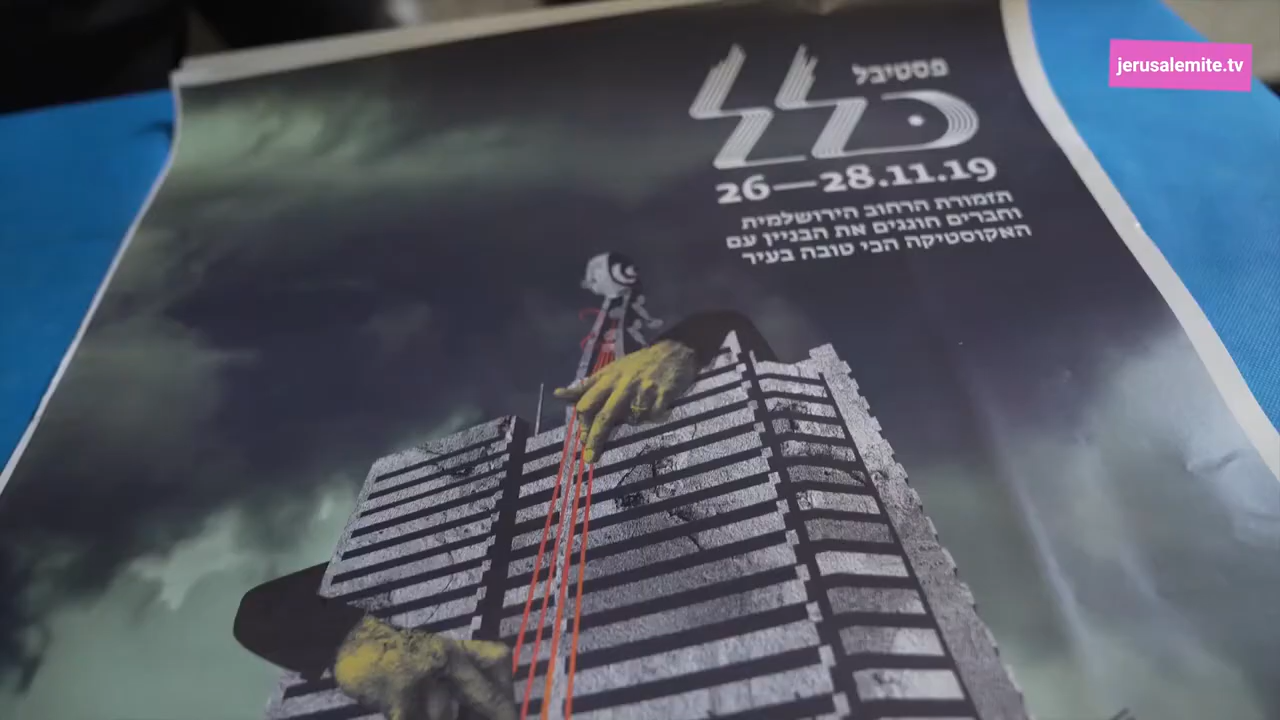 jerusalemite.tv
פסטיבל
כלל
26—28.11.19
תזמורת הרחוב הירושלמית
וחברים חוגגים את הבניין עם
האקוסטיקה הכי טובה בעיר